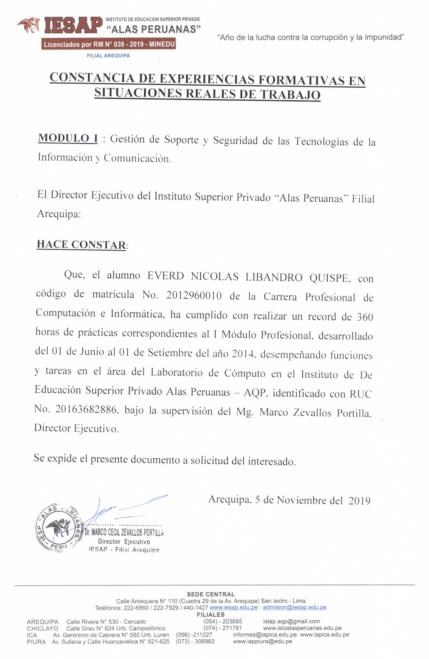 IESAP INSTITUTO DE EDUCACIÓN SUPERIOR PRIVADO
"ALAS PERUANAS"
Licenciados por RM N° 039 - 2019 - MINEDU
FILIAL AREQUIPA
"Año de la lucha contra la corrupción y la impunidad"
CONSTANCIA DE EXPERIENCIAS FORMATIVAS EN
SITUACIONES REALES DE TRABAJO
MODULO I : Gestión de Soporte y Seguridad de las Tecnologías de la
Información y Comunicación.
El Director Ejecutivo del Instituto Superior Privado "Alas Peruanas" Filial
Arequipa:
HACE CONSTAR:
Que, el alumno EVERD NICOLAS LIBANDRO QUISPE, con
código de matrícula No. 2012960010 de la Carrera Profesional de
Computación e Informática, ha cumplido con realizar un record de 360
horas de prácticas correspondientes al I Módulo Profesional, desarrollado
del 01 de Junio al 01 de Setiembre del año 2014, desempeñando funciones
y tareas en el área del Laboratorio de Cómputo en el Instituto de De
Educación Superior Privado Alas Peruanas – AQP, identificado con RUC
No. 20163682886, bajo la supervisión del Mg. Marco Zevallos Portilla,
Director Ejecutivo.
Se expide el presente documento a solicitud del interesado.
Arequipa, 5 de Noviembre del 2019
Dr. MARCO CECIL ZEVALLOS PORTILLA
Director Ejecutivo
IESAP - Filial Arequipa
SEDE CENTRAL
Calle Antequera N° 110 (Cuadra 29 de la Av. Arequipa) San Isidro - Lima
Teléfonos: 222-6860 / 222-7929 / 440-1427 www.iesap.edu.pe - admision@iesap.edu.pe
FILIALES
AREQUIPA Calle Rivera N° 530 - Cercado (054) - 203665 istap.aqp@gmail.com
CHICLAYO Calle Grau N° 624 Urb. Campodónico (074) - 271781
ICA Av. Gerónimo de Cabrera N° 550 Urb. Luren (056) -211227 informes@iapica.edu.pe www.iapica.edu.pe
PIURA Av. Sullana y Calle Huancavelica N° 621-625 (073) - 306983 www.iappiura@edu.pe